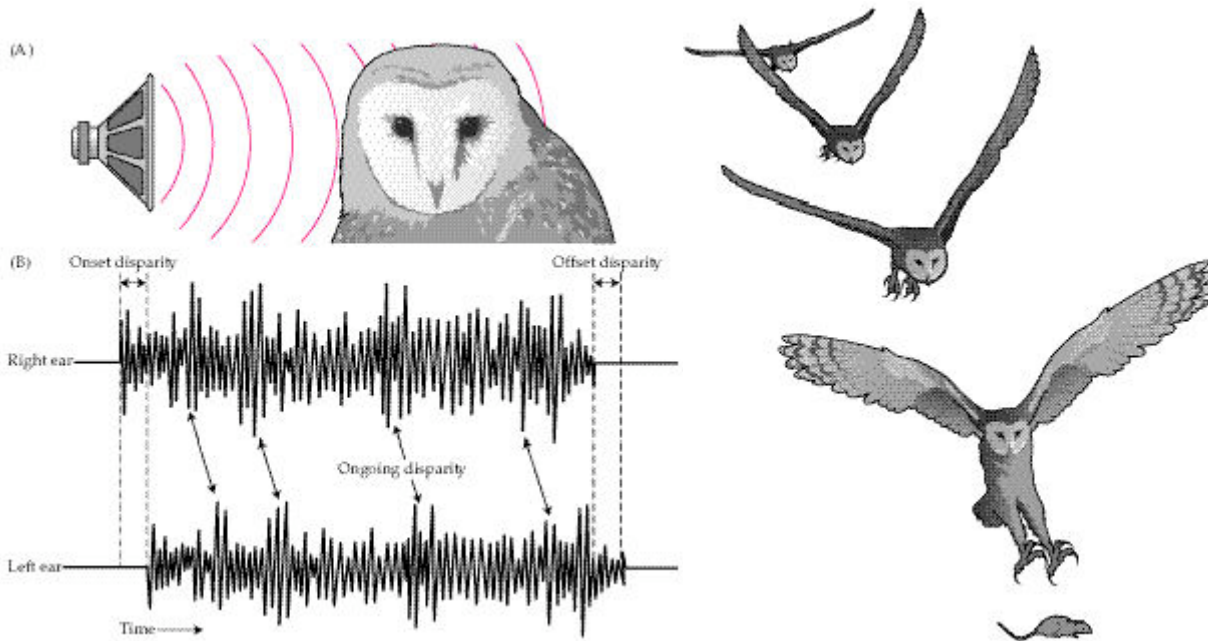 (A)
(B)
Onset disparity
Offset disparity
Right ear
Ongoing disparity
Left ear
Time